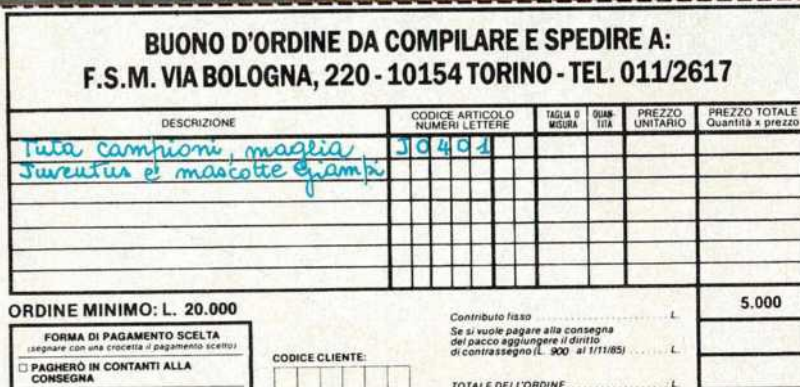 BUONO D'ORDINE DA COMPILARE E SPEDIRE A:
F.S.M. VIA BOLOGNA, 220 - 10154 TORINO - TEL. 011/2617
DESCRIZIONE CODICE ARTICOLO NUMERI LETTERE TAGLIA O MISURA QUAN-TITÀ PREZZO UNITARIO PREZZO TOTALE Quantità x prezzo
Tuta campioni, maglia J0401
Juventus e mascotte Giampi
ORDINE MINIMO: L. 20.000
Contributo fisso L. 5.000
FORMA DI PAGAMENTO SCELTA
(segnare con una crocetta il pagamento scelto)
Se si vuole pagare alla consegna
del pacco aggiungere il diritto
di contrassegno (L. 900 al 1/11/85) L.
PAGHERÒ IN CONTANTI ALLA
CONSEGNA
CODICE CLIENTE:
TOTALE DELL'ORDINE